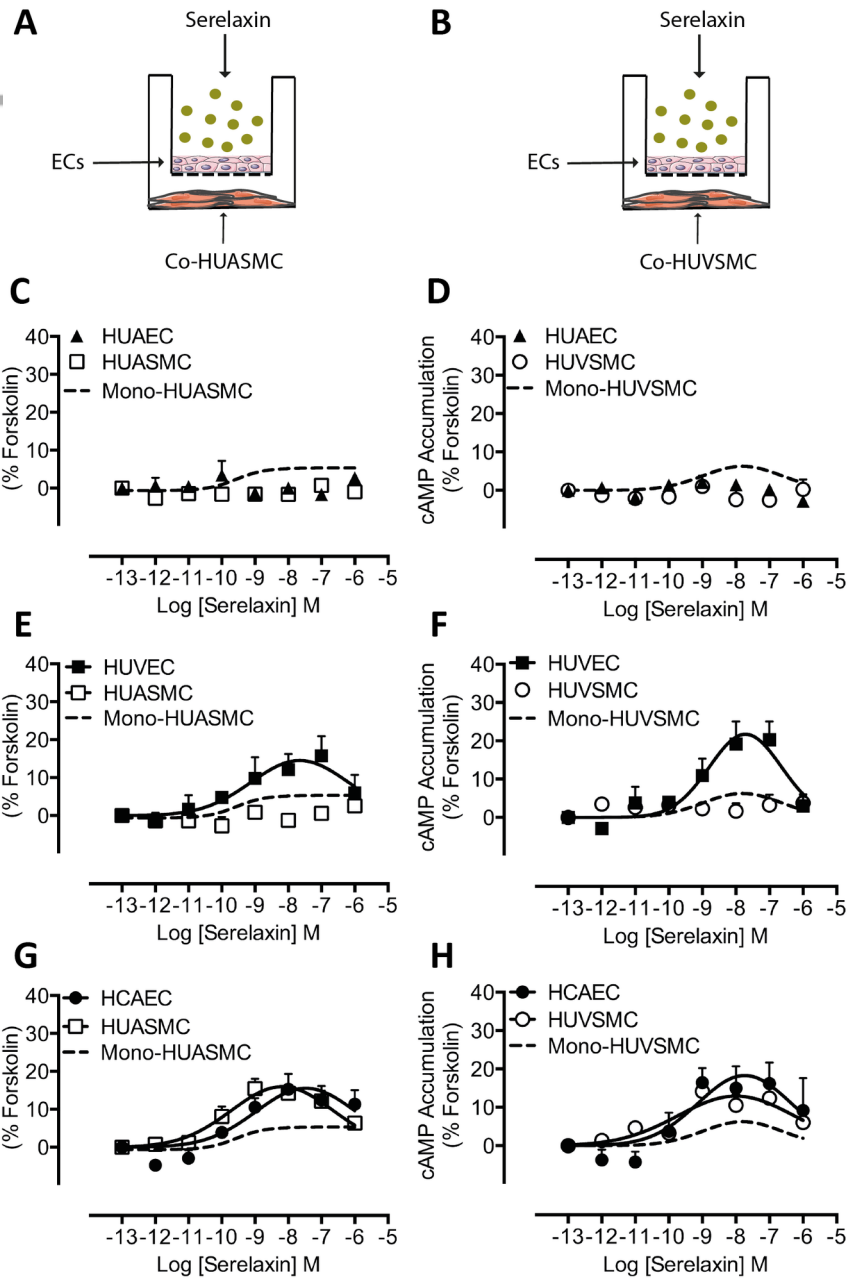 A
Serelaxin
ECs
Co-HUASMC
B
Serelaxin
ECs
Co-HUVSMC
C
(% Forskolin)
40
30
20
10
0
HUAEC
HUASMC
Mono-HUASMC
-13 -12 -11 -10 -9 -8 -7 -6 -5
Log [Serelaxin] M
D
cAMP Accumulation
(% Forskolin)
40
30
20
10
0
HUAEC
HUVSMC
Mono-HUVSMC
-13 -12 -11 -10 -9 -8 -7 -6 -5
Log [Serelaxin] M
E
(% Forskolin)
40
30
20
10
0
HUVEC
HUASMC
Mono-HUASMC
-13 -12 -11 -10 -9 -8 -7 -6 -5
Log [Serelaxin] M
F
cAMP Accumulation
(% Forskolin)
40
30
20
10
0
HUVEC
HUVSMC
Mono-HUVSMC
-13 -12 -11 -10 -9 -8 -7 -6 -5
Log [Serelaxin] M
G
(% Forskolin)
40
30
20
10
0
HCAEC
HUASMC
Mono-HUASMC
-13 -12 -11 -10 -9 -8 -7 -6 -5
Log [Serelaxin] M
H
cAMP Accumulation
(% Forskolin)
40
30
20
10
0
HCAEC
HUVSMC
Mono-HUVSMC
-13 -12 -11 -10 -9 -8 -7 -6 -5
Log [Serelaxin] M